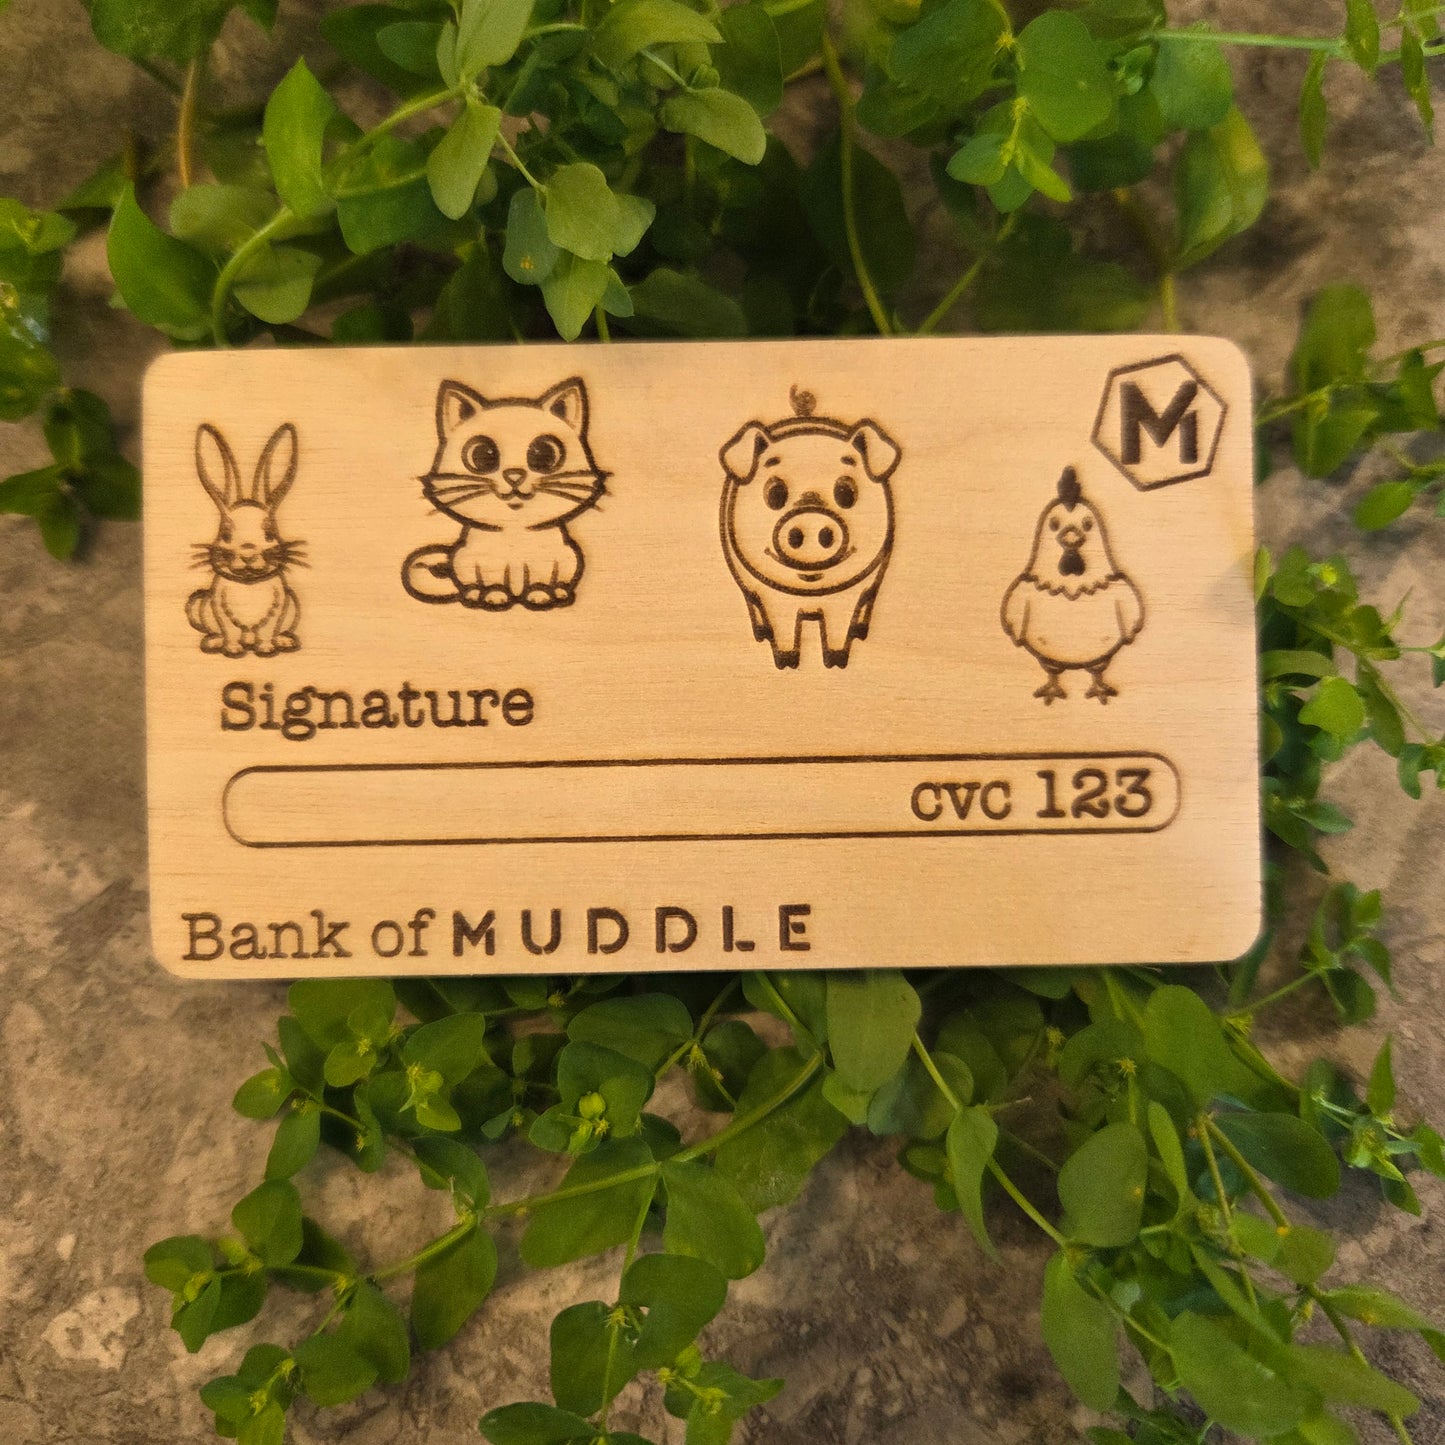 M
Signature
cvc 123
Bank of MUDDLE